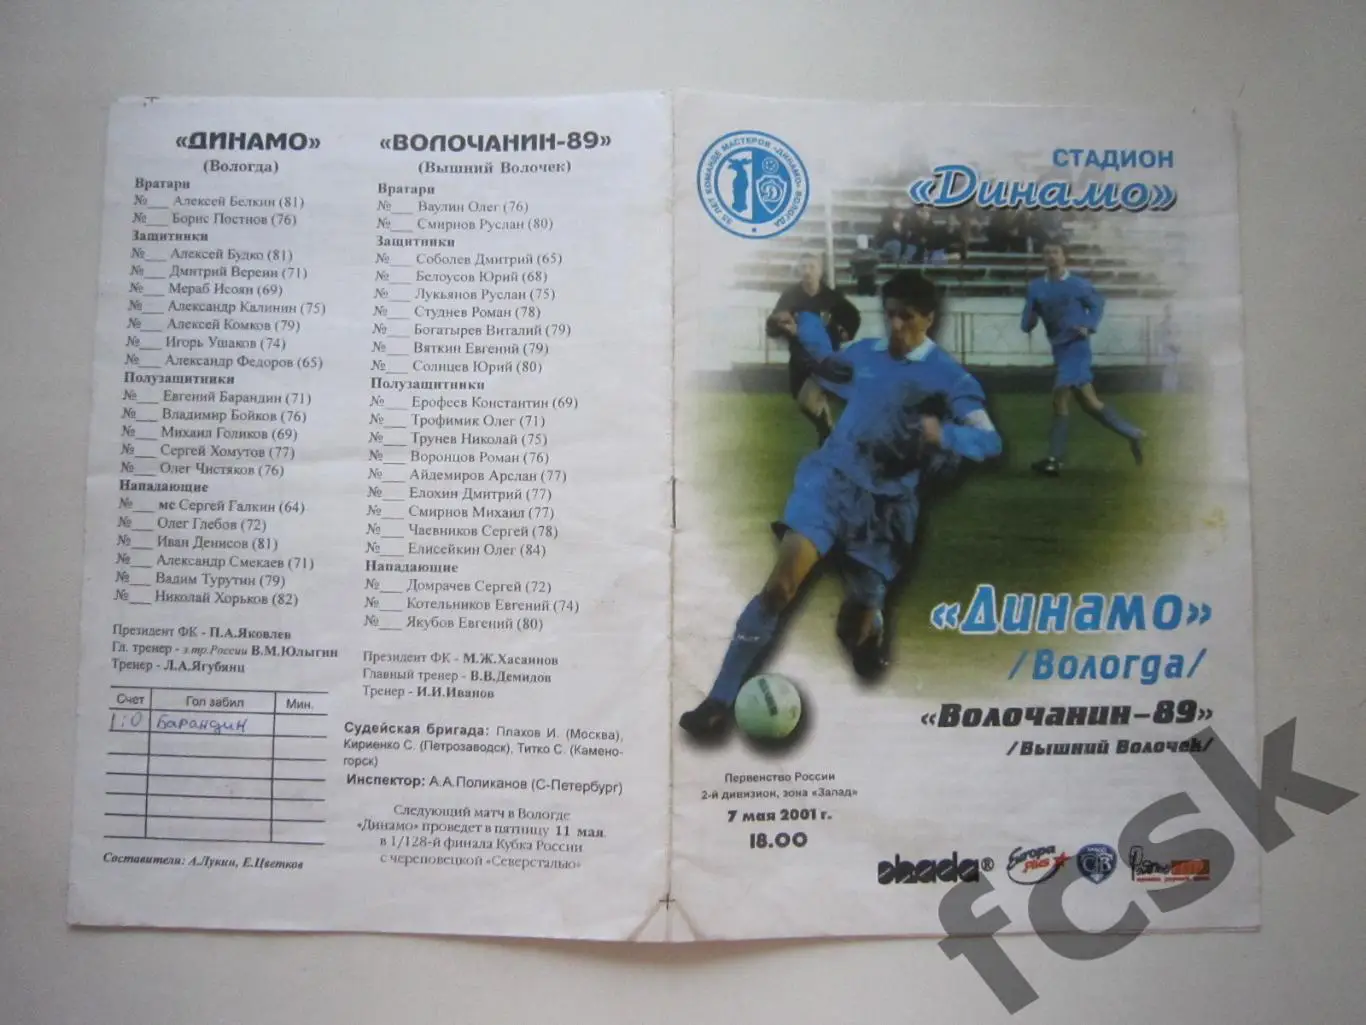 «ДИНАМО»
(Вологда)
Вратари
№___ Алексей Белкин (81)
№___ Борис Постнов (76)
Защитники
№___ Алексей Будко (81)
№___ Дмитрий Вереин (71)
№___ Мераб Исоян (69)
№___ Александр Калинин (75)
№___ Алексей Комков (79)
№___ Игорь Ушаков (74)
№___ Александр Федоров (65)
Полузащитники
№___ Евгений Барандин (71)
№___ Владимир Бойков (76)
№___ Михаил Голиков (69)
№___ Сергей Хомутов (77)
№___ Олег Чистяков (76)
Нападающие
№___ мс Сергей Галкин (64)
№___ Олег Глебов (72)
№___ Иван Денисов (81)
№___ Александр Смекаев (71)
№___ Вадим Турутин (79)
№___ Николай Хорьков (82)
Президент ФК - П.А.Яковлев
Гл. тренер - з.тр.России В.М.Юлыгин
Тренер - Л.А.Ягубянц
Счет Гол забил Мин.
1:0 Барандин
Составители: А.Лукин, Е.Цветков
«ВОЛОЧАНИН-89»
(Вышний Волочек)
Вратари
№___ Ваулин Олег (76)
№___ Смирнов Руслан (80)
Защитники
№___ Соболев Дмитрий (65)
№___ Белоусов Юрий (68)
№___ Лукьянов Руслан (75)
№___ Студнев Роман (78)
№___ Богатырев Виталий (79)
№___ Вяткин Евгений (79)
№___ Солнцев Юрий (80)
Полузащитники
№___ Ерофеев Константин (69)
№___ Трофимик Олег (71)
№___ Трунев Николай (75)
№___ Воронцов Роман (76)
№___ Айдемиров Арслан (77)
№___ Елохин Дмитрий (77)
№___ Смирнов Михаил (77)
№___ Чаевников Сергей (78)
№___ Елисейкин Олег (84)
Нападающие
№___ Домрачев Сергей (72)
№___ Котельников Евгений (74)
№___ Якубов Евгений (80)
Президент ФК - М.Ж.Хасаинов
Главный тренер - В.В.Демидов
Тренер - И.И.Иванов
Судейская бригада: Плахов И. (Москва),
Кириенко С. (Петрозаводск), Титко С. (Камено-
горск)
Инспектор: А.А.Поликанов (С-Петербург)
Следующий матч в Вологде
«Динамо» проведет в пятницу 11 мая.
в 1/128-й финала Кубка России
с череповецкой «Северсталью»
35 ЛЕТ КОМАНДЕ МАСТЕРОВ «ДИНАМО» ВОЛОГДА
Д
СТАДИОН
«Динамо»
«Динамо»
/Вологда/
«Волочанин-89»
/Вышний Волочек/
Первенство России
2-й дивизион, зона «Запад»
7 мая 2001 г.
18.00
Europa
plus
СВ
fcsk